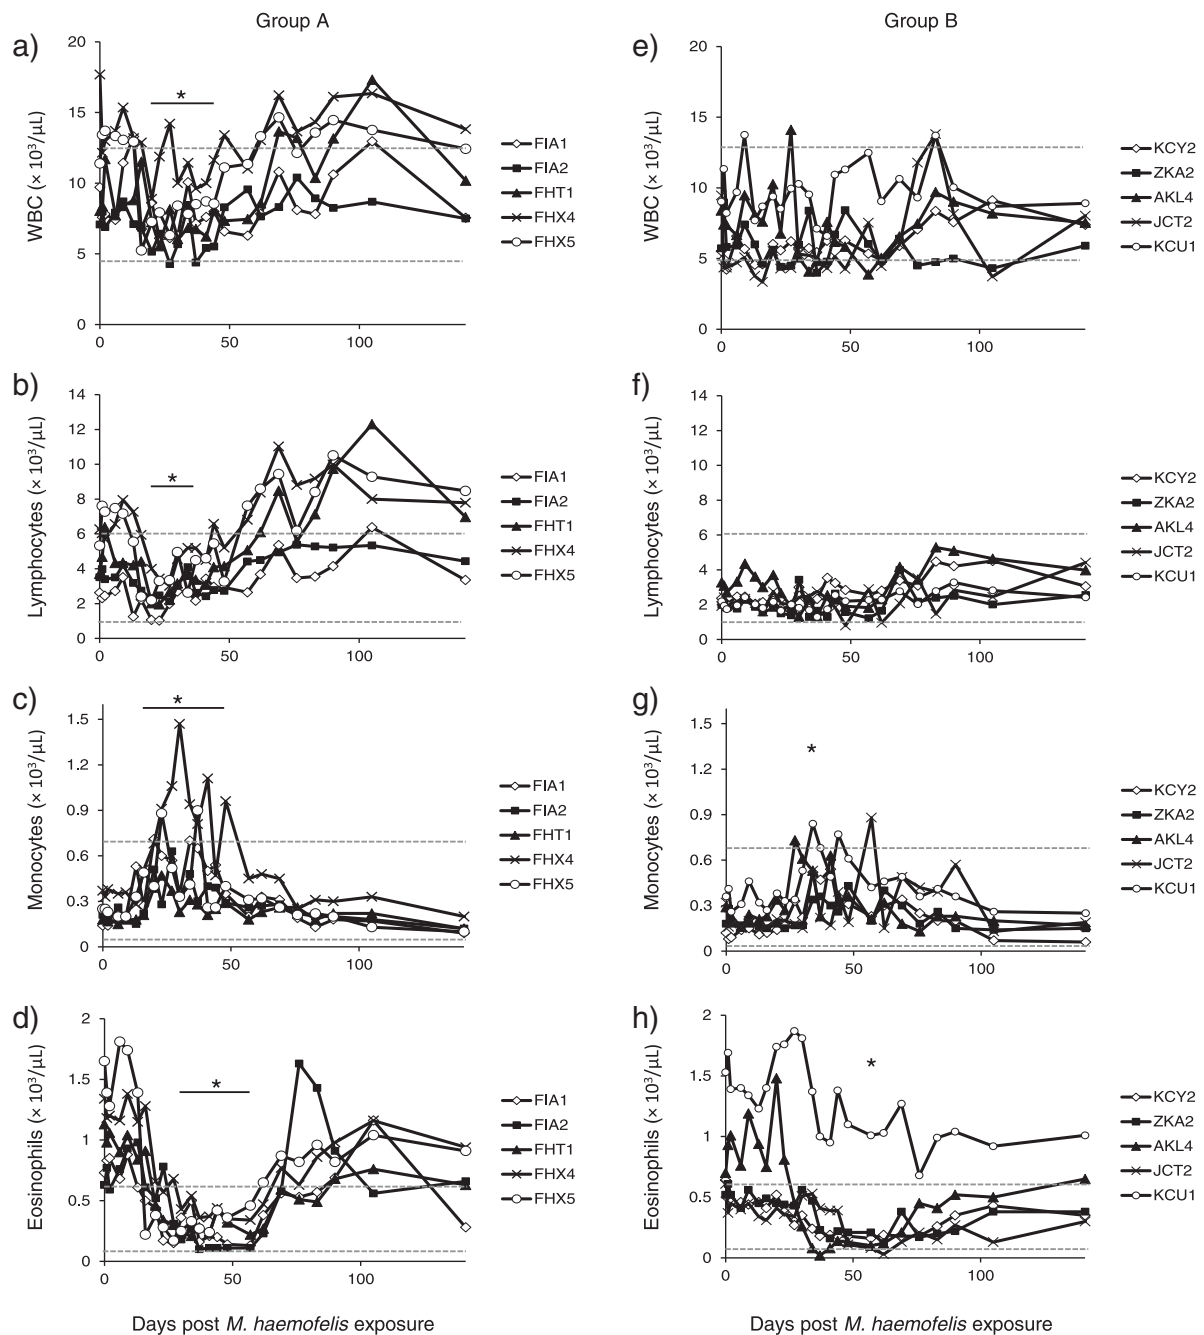 Group A
Group B
a)
20
15
10
5
0
WBC (× 10³/µL)
*
0
50
100
FIA1
FIA2
FHT1
FHX4
FHX5
e)
20
15
10
5
0
WBC (× 10³/µL)
0
50
100
KCY2
ZKA2
AKL4
JCT2
KCU1
b)
14
12
10
8
6
4
2
0
Lymphocytes (× 10³/µL)
*
0
50
100
FIA1
FIA2
FHT1
FHX4
FHX5
f)
14
12
10
8
6
4
2
0
Lymphocytes (× 10³/µL)
0
50
100
KCY2
ZKA2
AKL4
JCT2
KCU1
c)
1.5
1.2
0.9
0.6
0.3
0
Monocytes (× 10³/µL)
*
0
50
100
FIA1
FIA2
FHT1
FHX4
FHX5
g)
1.5
1.2
0.9
0.6
0.3
0
Monocytes (× 10³/µL)
*
0
50
100
KCY2
ZKA2
AKL4
JCT2
KCU1
d)
2
1.5
1
0.5
0
Eosinophils (× 10³/µL)
*
0
50
100
FIA1
FIA2
FHT1
FHX4
FHX5
h)
2
1.5
1
0.5
0
Eosinophils (× 10³/µL)
*
0
50
100
KCY2
ZKA2
AKL4
JCT2
KCU1
Days post M. haemofelis exposure
Days post M. haemofelis exposure